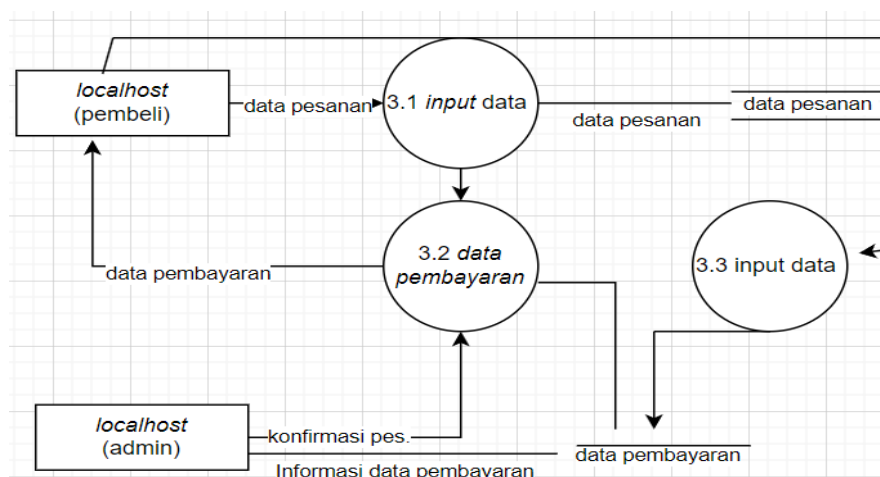 localhost
(pembeli)
data pesanan
3.1 input data
data pesanan
data pesanan
3.2 data
pembayaran
data pembayaran
3.3 input data
localhost
(admin)
konfirmasi pes.
data pembayaran
Informasi data pembayaran